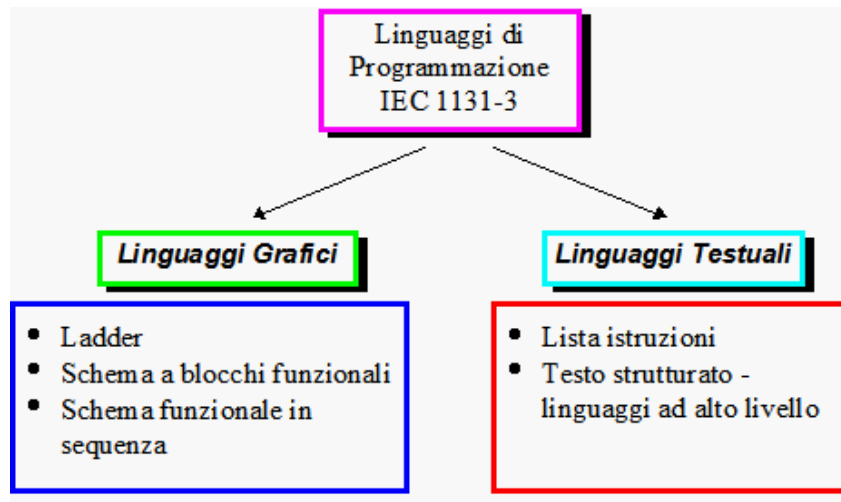 Linguaggi di
Programmazione
IEC 1131-3
Linguaggi Grafici
Linguaggi Testuali
• Ladder
• Schema a blocchi funzionali
• Schema funzionale in
sequenza
• Lista istruzioni
• Testo strutturato -
linguaggi ad alto livello